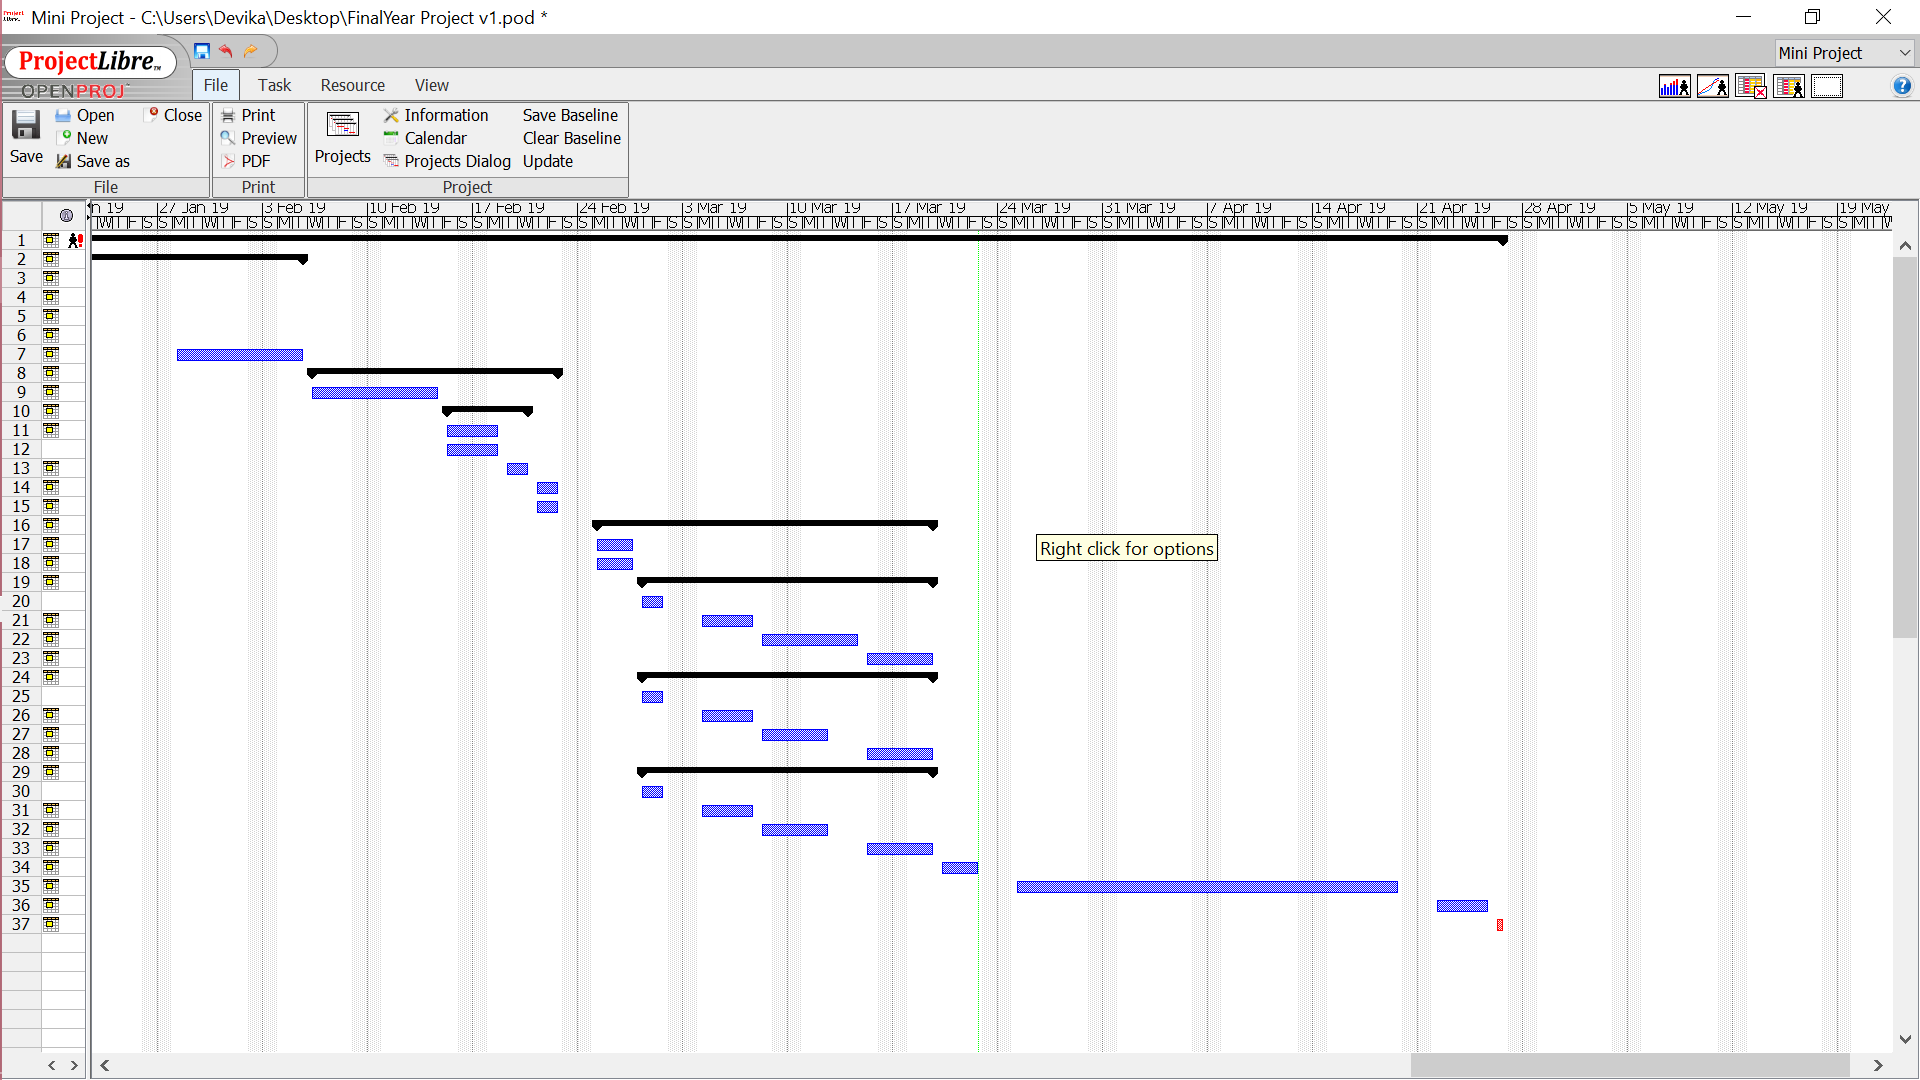 Mini Project - C:\Users\Devika\Desktop\FinalYear Project v1.pod *
ProjectLibre
OPENPROJ
Mini Project
File Task Resource View
Save
Open
New
Save as
Close
File
Print
Preview
PDF
Print
Projects
Information
Calendar
Projects Dialog
Save Baseline
Clear Baseline
Update
Project
n 19 27 Jan 19 3 Feb 19 10 Feb 19 17 Feb 19 24 Feb 19 3 Mar 19 10 Mar 19 17 Mar 19 24 Mar 19 31 Mar 19 7 Apr 19 14 Apr 19 21 Apr 19 28 Apr 19 5 May 19 12 May 19 19 May
W T F S S M T W T F S S M T W T F S S M T W T F S S M T W T F S S M T W T F S S M T W T F S S M T W T F S S M T W T F S S M T W T F S S M T W T F S S M T W T F S S M T W T F S S M T W T F S S M T W T F S S M T W T F S S M T W T F S S M T W T F S S M T W
1
2
3
4
5
6
7
8
9
10
11
12
13
14
15
16
17
Right click for options
18
19
20
21
22
23
24
25
26
27
28
29
30
31
32
33
34
35
36
37